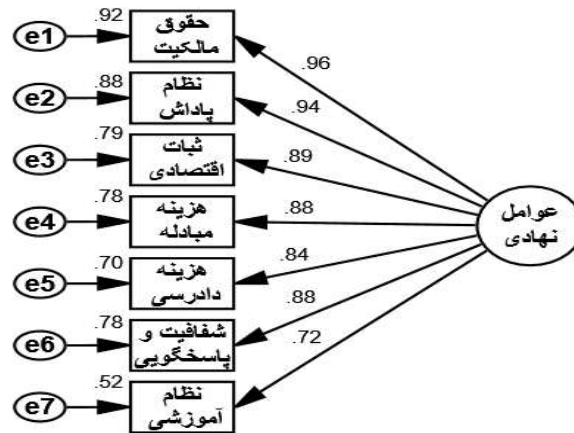 .92
e1
حقوق
مالکیت
.96
.88
e2
نظام
پاداش
.94
.79
e3
ثبات
اقتصادی
.89
.78
e4
هزینه
مبادله
.88
عوامل
نهادی
.70
e5
هزینه
دادرسی
.84
.78
e6
شفافیت و
پاسخگویی
.88
.52
e7
نظام
آموزشی
.72